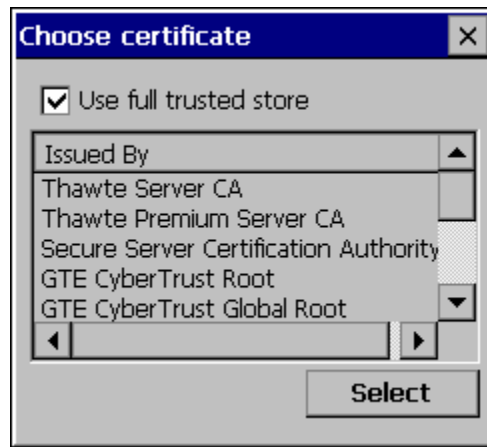 Choose certificate
Use full trusted store
Issued By
Thawte Server CA
Thawte Premium Server CA
Secure Server Certification Authority
GTE CyberTrust Root
GTE CyberTrust Global Root
Select